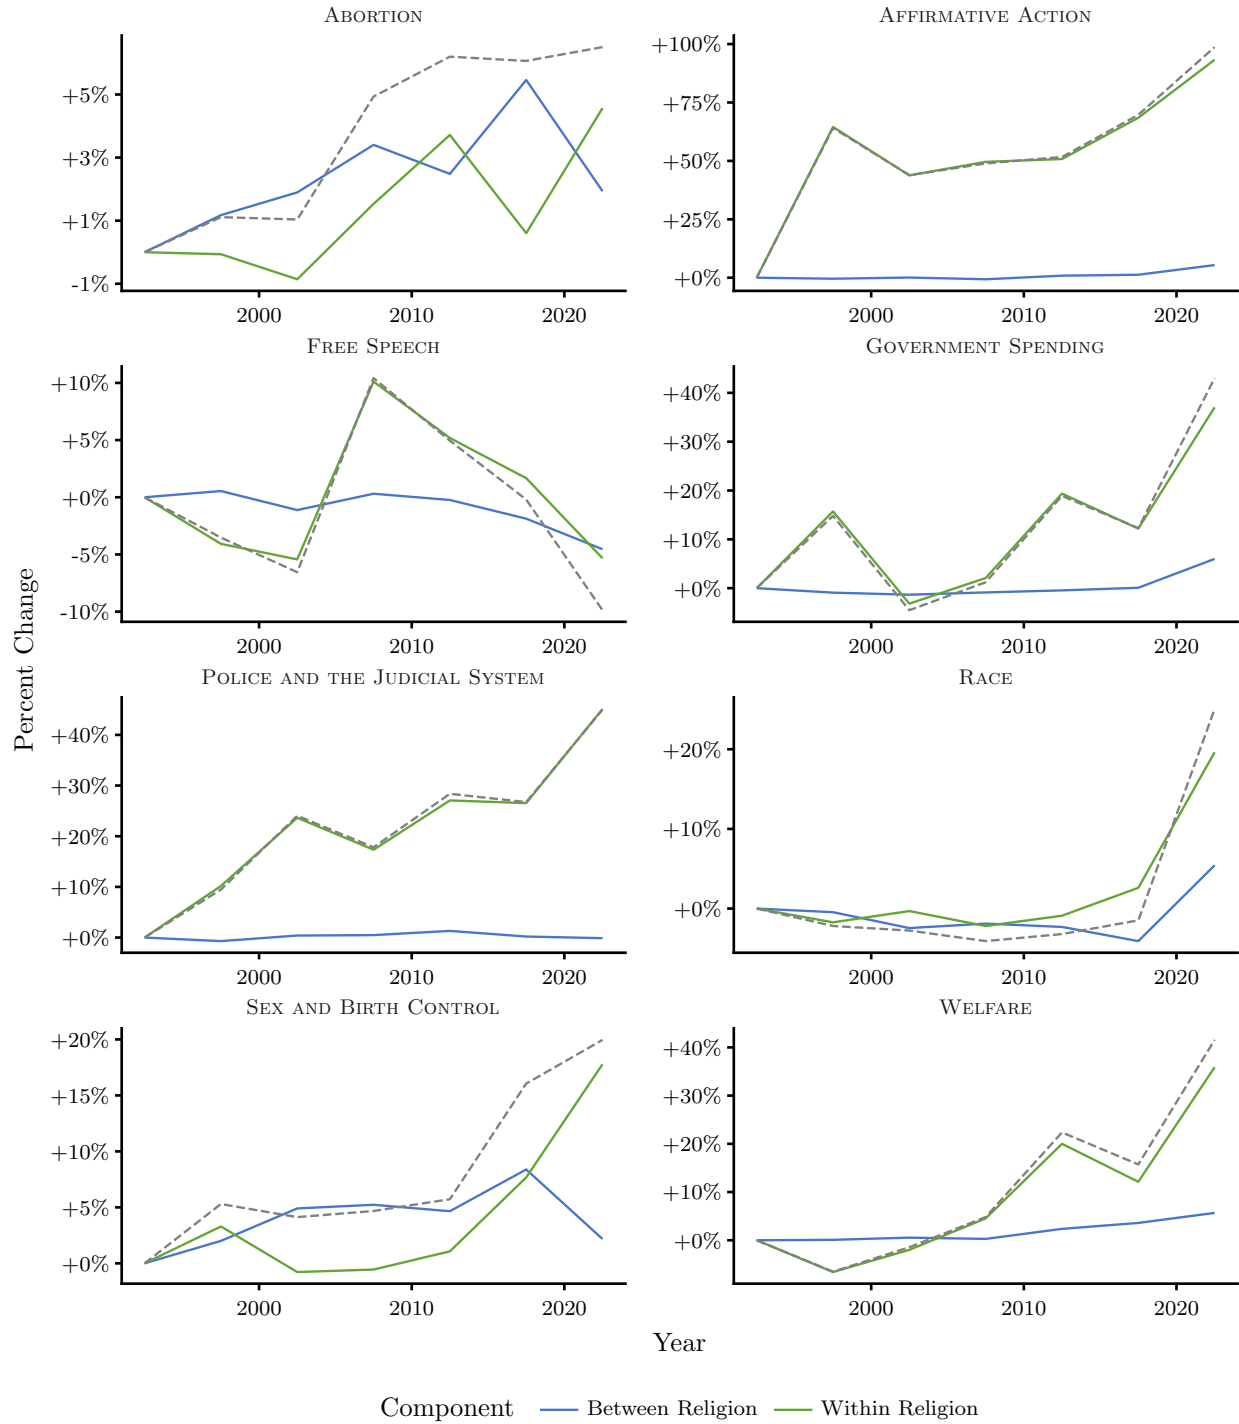 ABORTION
AFFIRMATIVE ACTION
+5%
+3%
+1%
-1%
2000 2010 2020
+100%
+75%
+50%
+25%
+0%
2000 2010 2020
FREE SPEECH
GOVERNMENT SPENDING
+10%
+5%
+0%
-5%
-10%
2000 2010 2020
+40%
+30%
+20%
+10%
+0%
2000 2010 2020
Percent Change
POLICE AND THE JUDICIAL SYSTEM
RACE
+40%
+30%
+20%
+10%
+0%
2000 2010 2020
+20%
+10%
+0%
2000 2010 2020
SEX AND BIRTH CONTROL
WELFARE
+20%
+15%
+10%
+5%
+0%
2000 2010 2020
+40%
+30%
+20%
+10%
+0%
2000 2010 2020
Year
Component Between Religion Within Religion